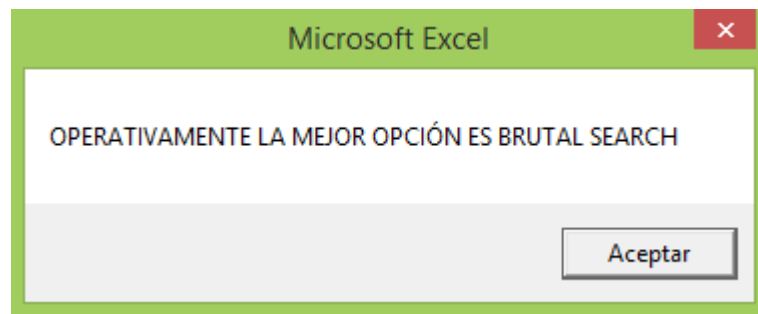 Microsoft Excel
OPERATIVAMENTE LA MEJOR OPCIÓN ES BRUTAL SEARCH
Aceptar